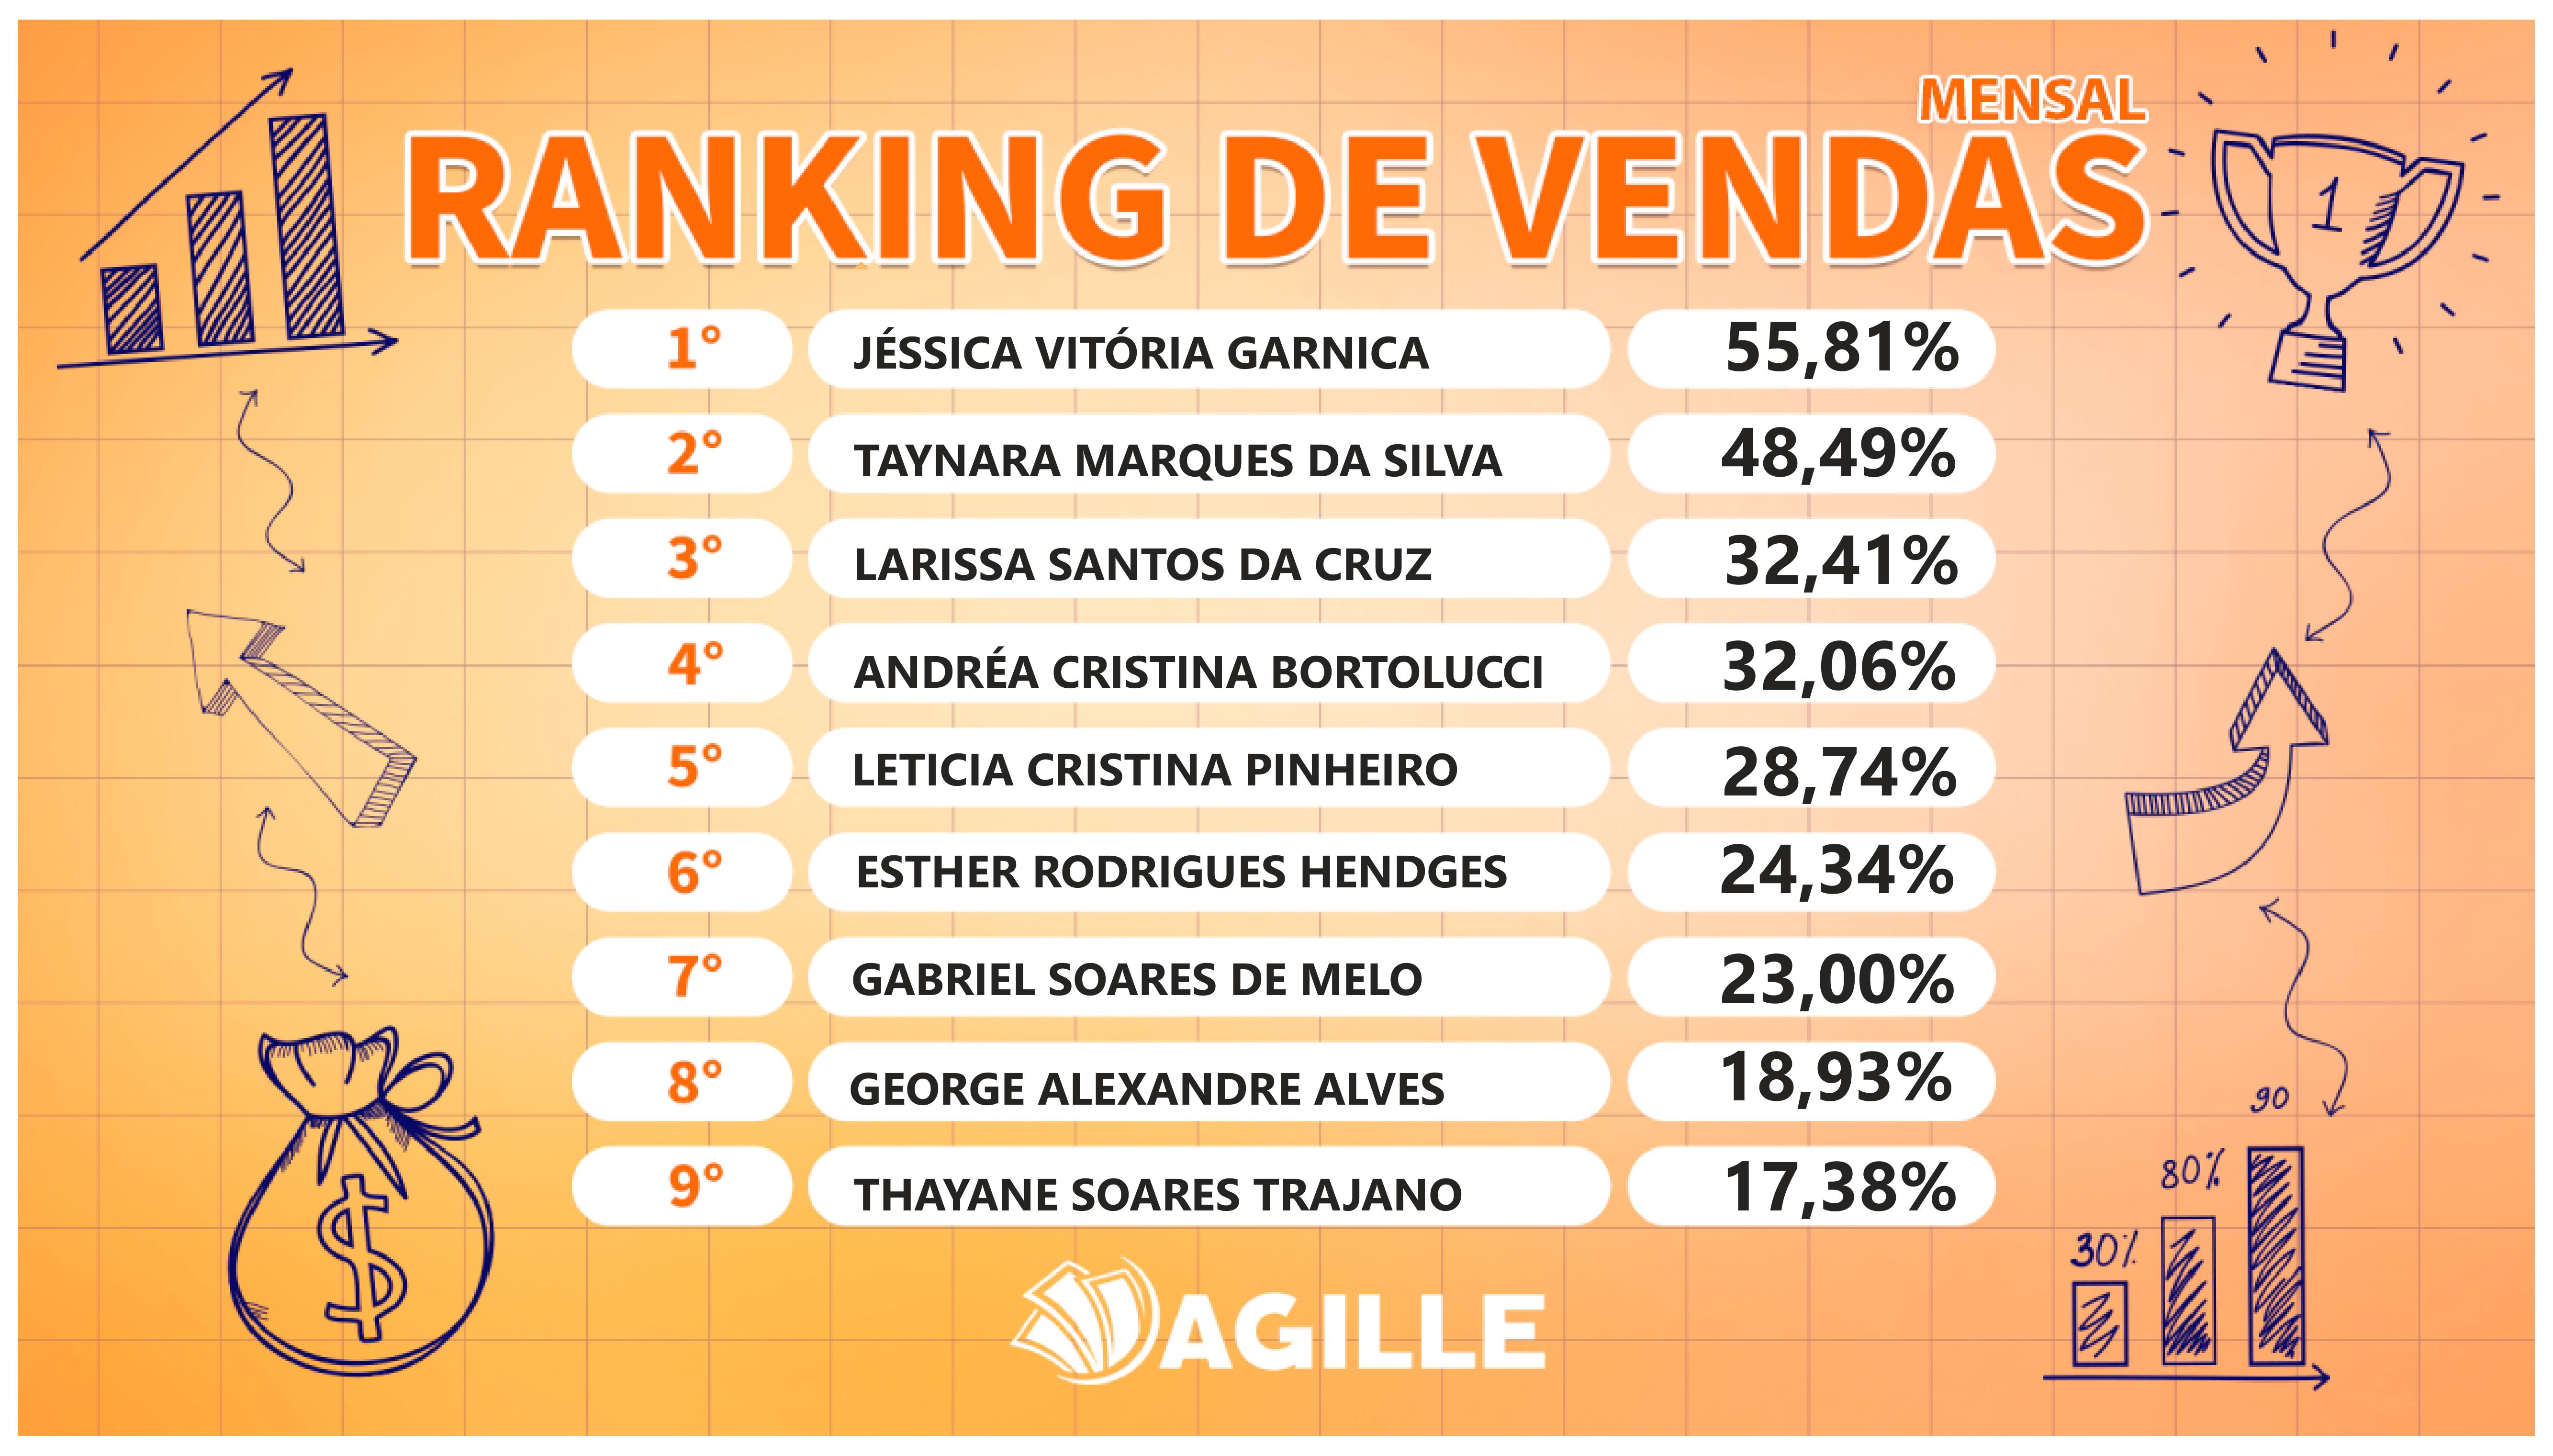 MENSAL
RANKING DE VENDAS
1
1° JÉSSICA VITÓRIA GARNICA 55,81%
2° TAYNARA MARQUES DA SILVA 48,49%
3° LARISSA SANTOS DA CRUZ 32,41%
4° ANDRÉA CRISTINA BORTOLUCCI 32,06%
5° LETICIA CRISTINA PINHEIRO 28,74%
6° ESTHER RODRIGUES HENDGES 24,34%
7° GABRIEL SOARES DE MELO 23,00%
8° GEORGE ALEXANDRE ALVES 18,93%
9° THAYANE SOARES TRAJANO 17,38%
$
AGILLE
90
80%
30%